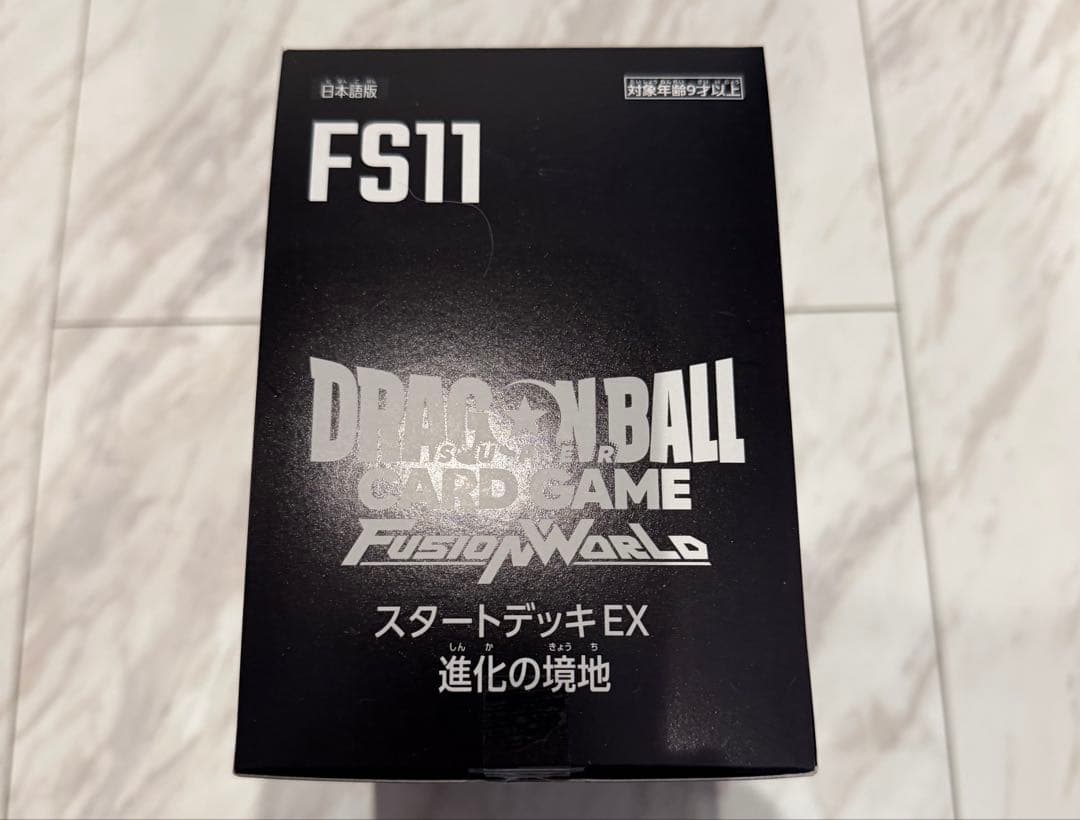 日本語版
対象年齢9才以上
FS11
DRAGON BALL
SUPER
CARD GAME
FUSION WORLD
スタートデッキEX
しんか きょうち
進化の境地